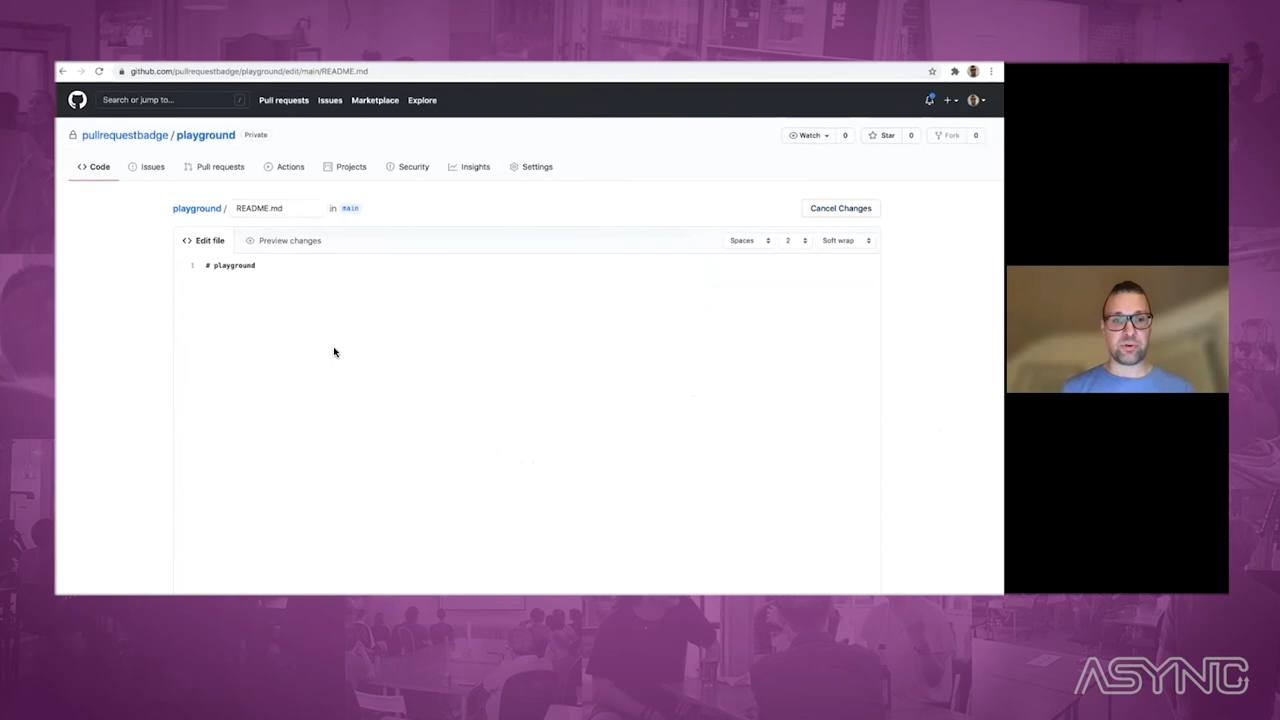 github.com/pullrequestbadge/playground/edit/main/README.md
Search or jump to... /
Pull requests Issues Marketplace Explore
pullrequestbadge / playground Private
Watch 0 Star 0 Fork 0
Code Issues Pull requests Actions Projects Security Insights Settings
playground / README.md in main
Cancel Changes
Edit file Preview changes
Spaces 2 Soft wrap
1 # playground
ASYNC